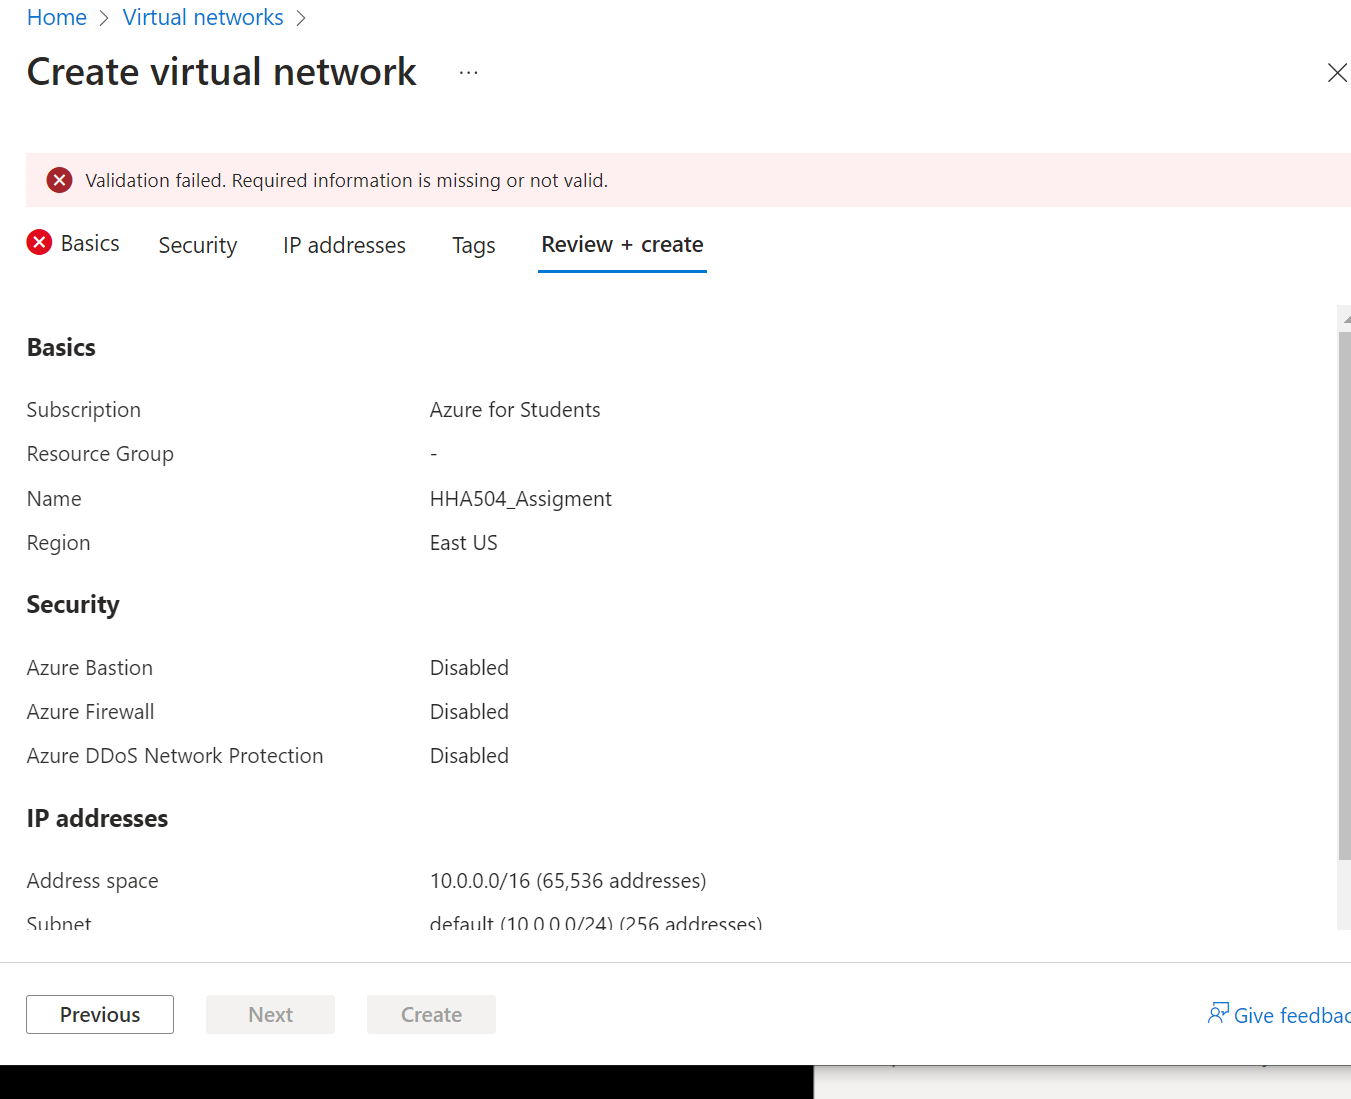 Home > Virtual networks >
Create virtual network ...
Validation failed. Required information is missing or not valid.
Basics Security IP addresses Tags Review + create
Basics
Subscription Azure for Students
Resource Group -
Name HHA504_Assigment
Region East US
Security
Azure Bastion Disabled
Azure Firewall Disabled
Azure DDoS Network Protection Disabled
IP addresses
Address space 10.0.0.0/16 (65,536 addresses)
Subnet default (10.0.0.0/24) (256 addresses)
Previous Next Create Give feedbac